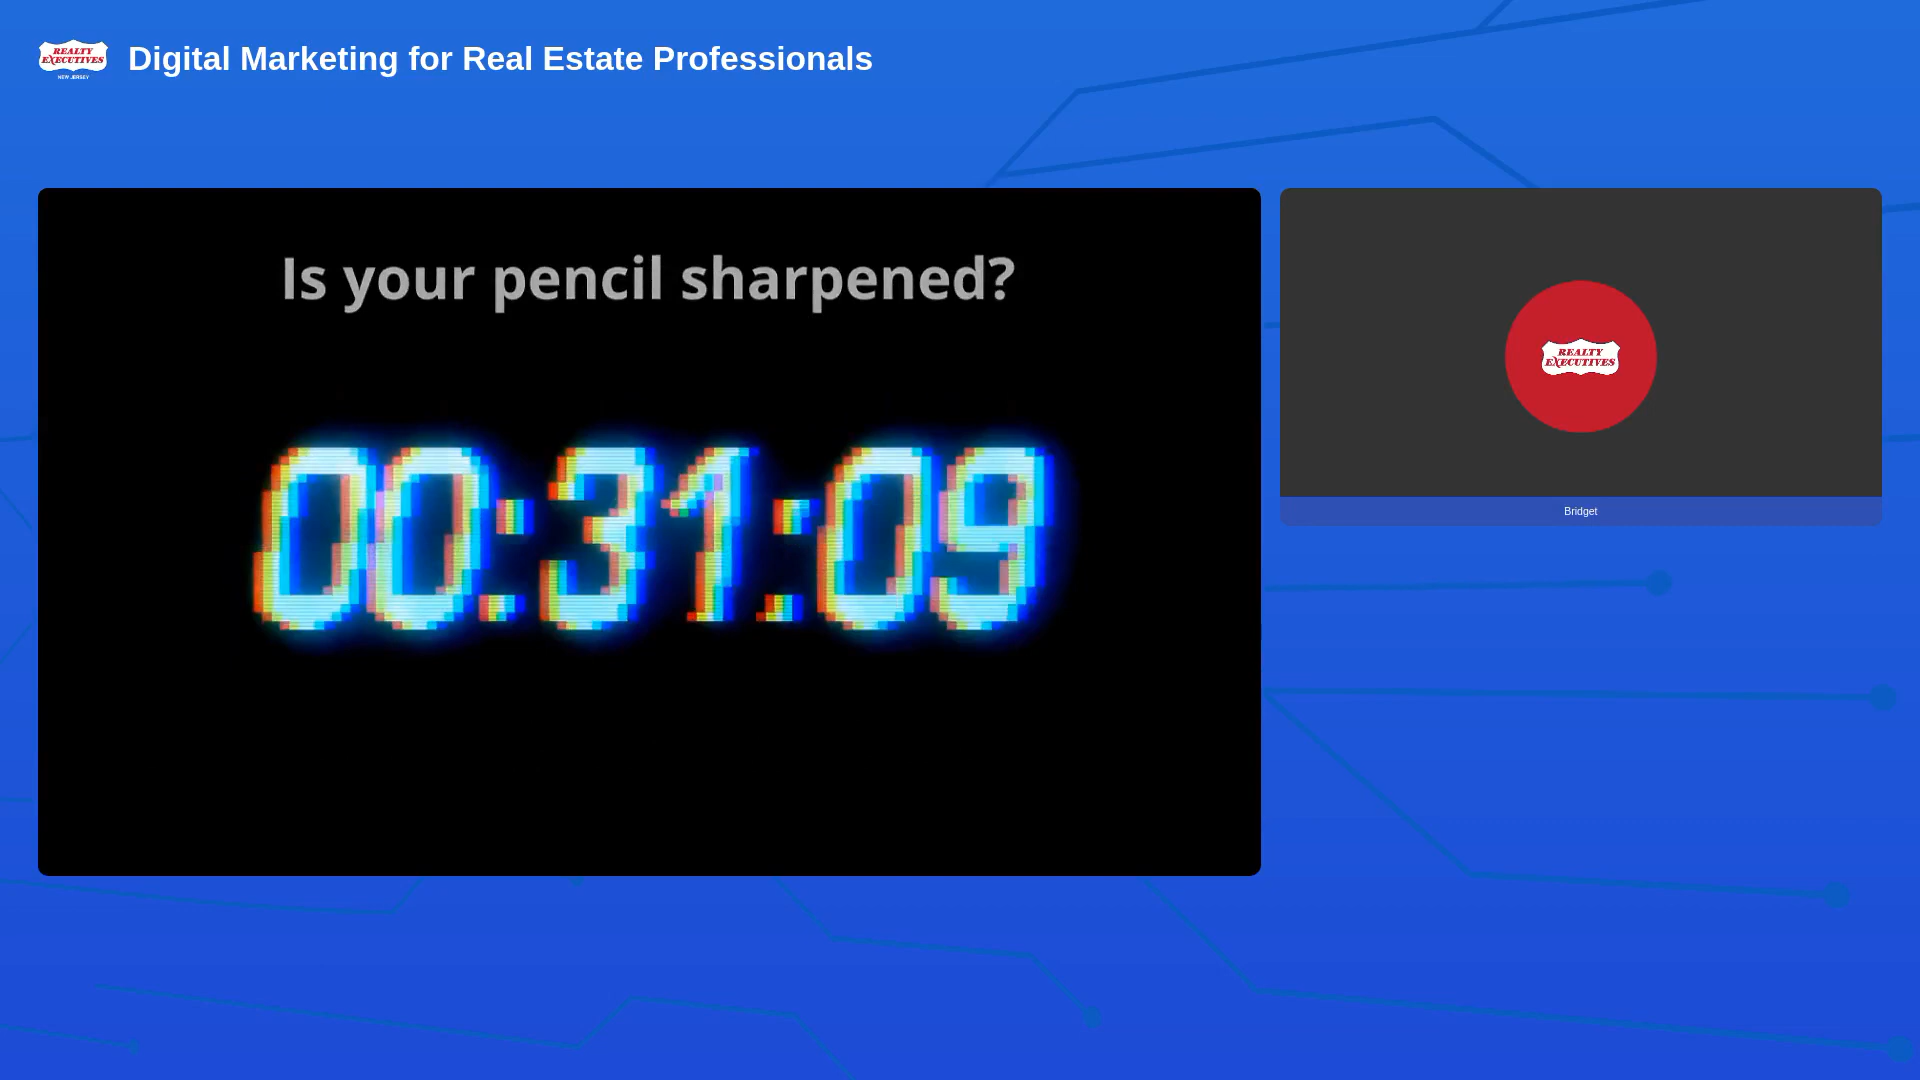 REALTY
EXECUTIVES
NEW JERSEY
Digital Marketing for Real Estate Professionals
Is your pencil sharpened?
00:31:09
REALTY
EXECUTIVES
Bridget